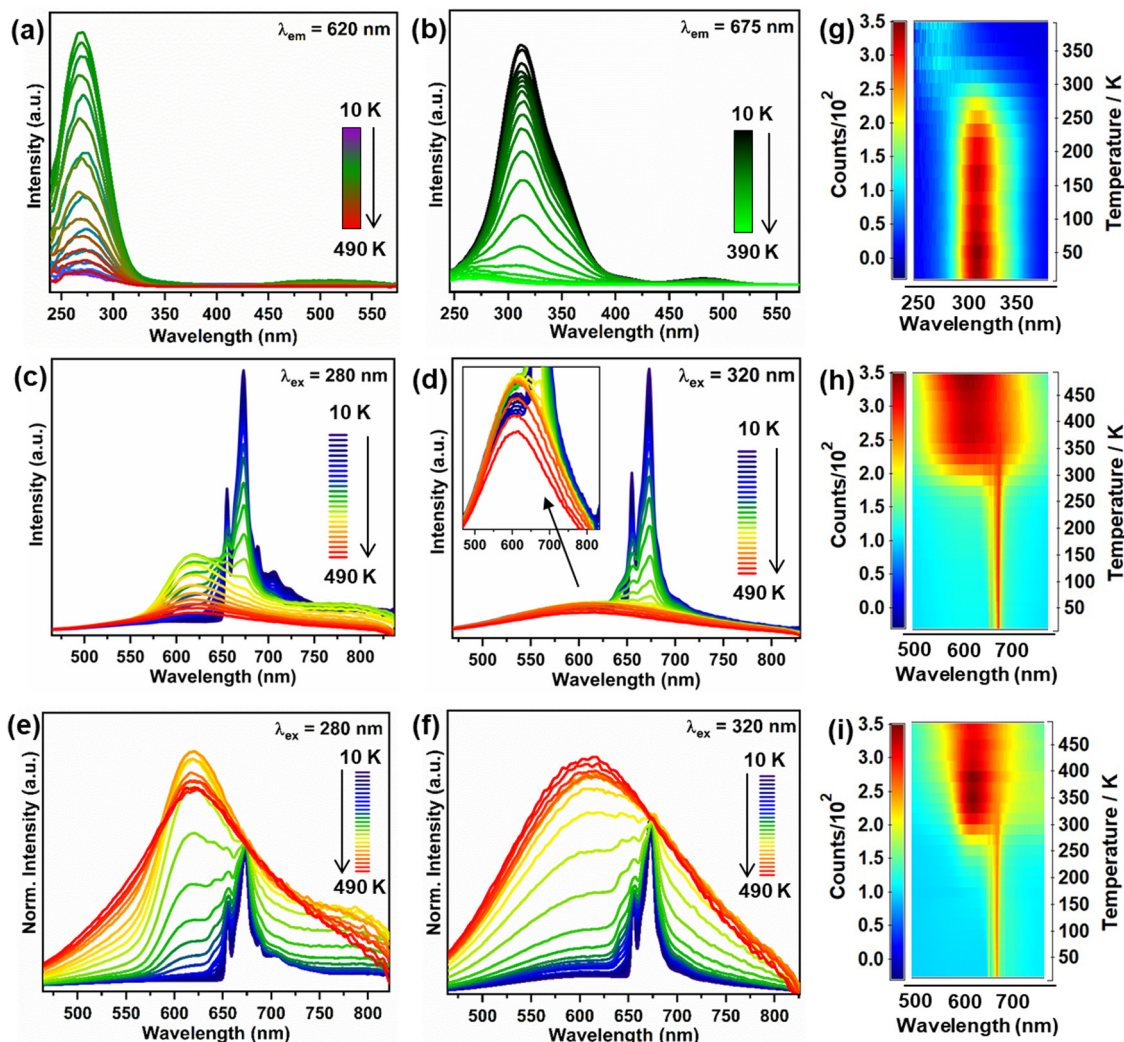 (a)
λem = 620 nm
Intensity (a.u.)
10 K
490 K
250 300 350 400 450 500 550
Wavelength (nm)
(b)
λem = 675 nm
Intensity (a.u.)
10 K
390 K
250 300 350 400 450 500 550
Wavelength (nm)
(g)
Counts/10²
3.5
3.0
2.5
2.0
1.5
1.0
0.5
0.0
350
300
250
200
150
100
50
Temperature / K
250 300 350
Wavelength (nm)
(c)
λex = 280 nm
Intensity (a.u.)
10 K
490 K
500 550 600 650 700 750 800
Wavelength (nm)
(d)
λex = 320 nm
Intensity (a.u.)
500 600 700 800
10 K
490 K
500 550 600 650 700 750 800
Wavelength (nm)
(h)
Counts/10²
3.5
3.0
2.5
2.0
1.5
1.0
0.5
0.0
450
400
350
300
250
200
150
100
50
Temperature / K
500 600 700
Wavelength (nm)
(e)
λex = 280 nm
Norm. Intensity (a.u.)
10 K
490 K
500 550 600 650 700 750 800
Wavelength (nm)
(f)
λex = 320 nm
Norm. Intensity (a.u.)
10 K
490 K
500 550 600 650 700 750 800
Wavelength (nm)
(i)
Counts/10²
3.5
3.0
2.5
2.0
1.5
1.0
0.5
0.0
450
400
350
300
250
200
150
100
50
Temperature / K
500 600 700
Wavelength (nm)